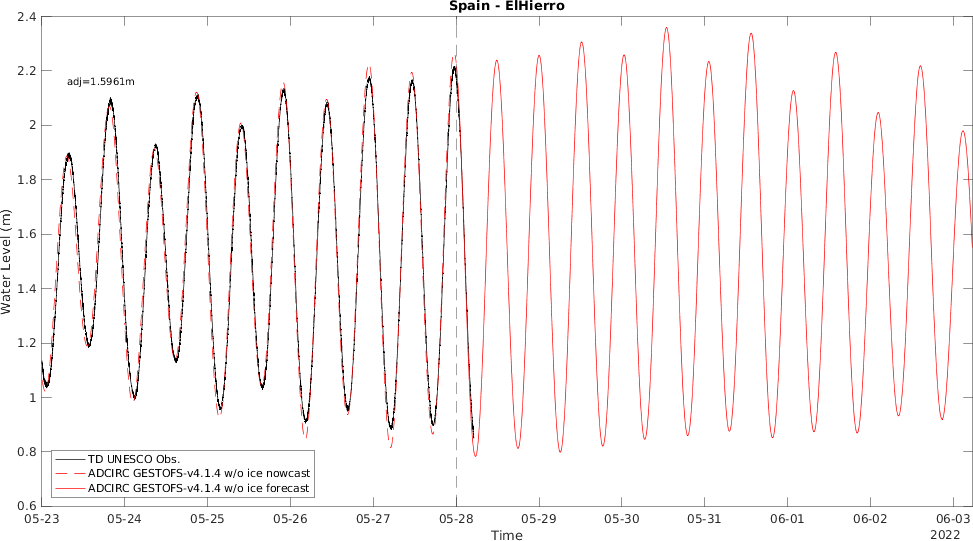 Spain - ElHierro
2.4
2.2
2
1.8
1.6
1.4
1.2
1
0.8
0.6
Water Level (m)
adj=1.5961m
TD UNESCO Obs.
ADCIRC GESTOFS-v4.1.4 w/o ice nowcast
ADCIRC GESTOFS-v4.1.4 w/o ice forecast
05-23 05-24 05-25 05-26 05-27 05-28 05-29 05-30 05-31 06-01 06-02 06-03
Time
2022